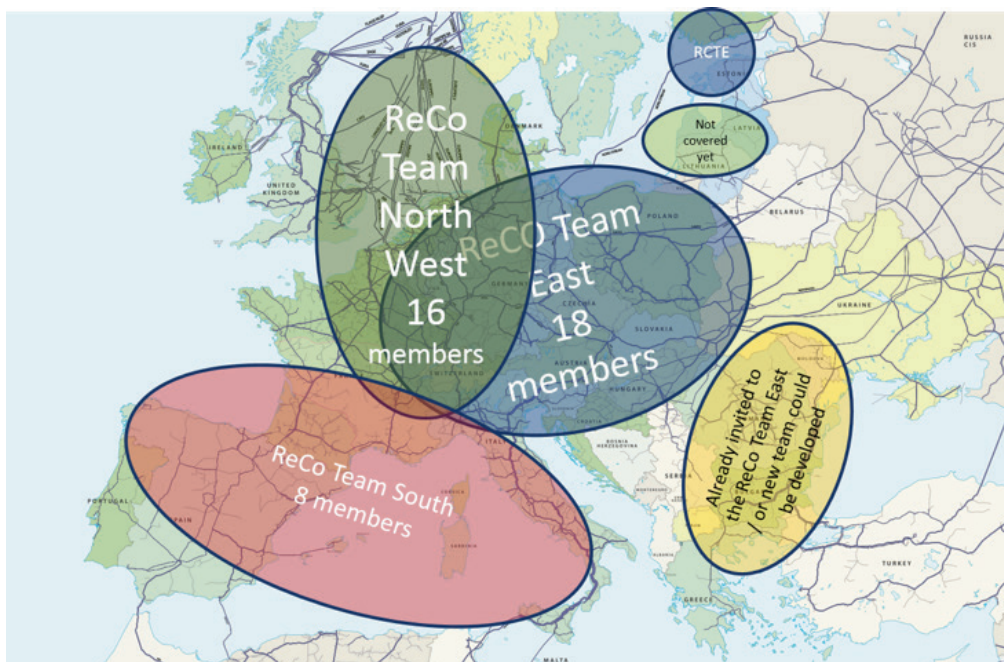 RUSSIA
CIS
RCTE
ESTONIA
ReCo
Team
North
West
16
members
DENMARK
Not
covered
yet
LATVIA
LITHUANIA
IRELAND
UNITED
KINGDOM
BELARUS
POLAND
ReCO Team
East
18
members
GERMANY
CZECHIA
UKRAINE
SLOVAKIA
AUSTRIA
SWITZERLAND
HUNGARY
MOLDOVA
Already invited to
the ReCo Team East
/ or new team could
be developed
ITALY
CROATIA
BOSNIA
HERZEGOVINA
SERBIA
ReCo Team South
8 members
CORSICA
SARDINIA
PORTUGAL
SPAIN
ALBANIA
TURKEY
GREECE
MALTA